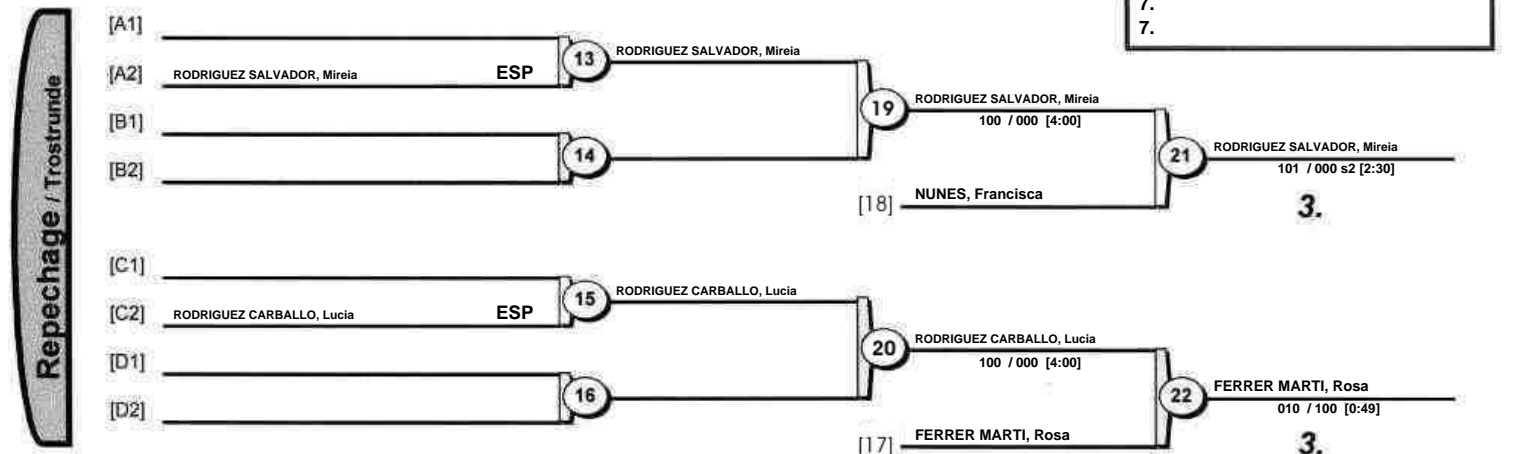 7.
7.
Repechage / Trostrunde
[A1]
13
RODRIGUEZ SALVADOR, Mireia
[A2] RODRIGUEZ SALVADOR, Mireia ESP
19
RODRIGUEZ SALVADOR, Mireia
100 / 000 [4:00]
[B1]
14
[B2]
21
RODRIGUEZ SALVADOR, Mireia
101 / 000 s2 [2:30]
[18] NUNES, Francisca
3.
[C1]
15
RODRIGUEZ CARBALLO, Lucia
[C2] RODRIGUEZ CARBALLO, Lucia ESP
20
RODRIGUEZ CARBALLO, Lucia
100 / 000 [4:00]
[D1]
16
[D2]
22
FERRER MARTI, Rosa
010 / 100 [0:49]
[17] FERRER MARTI, Rosa
3.